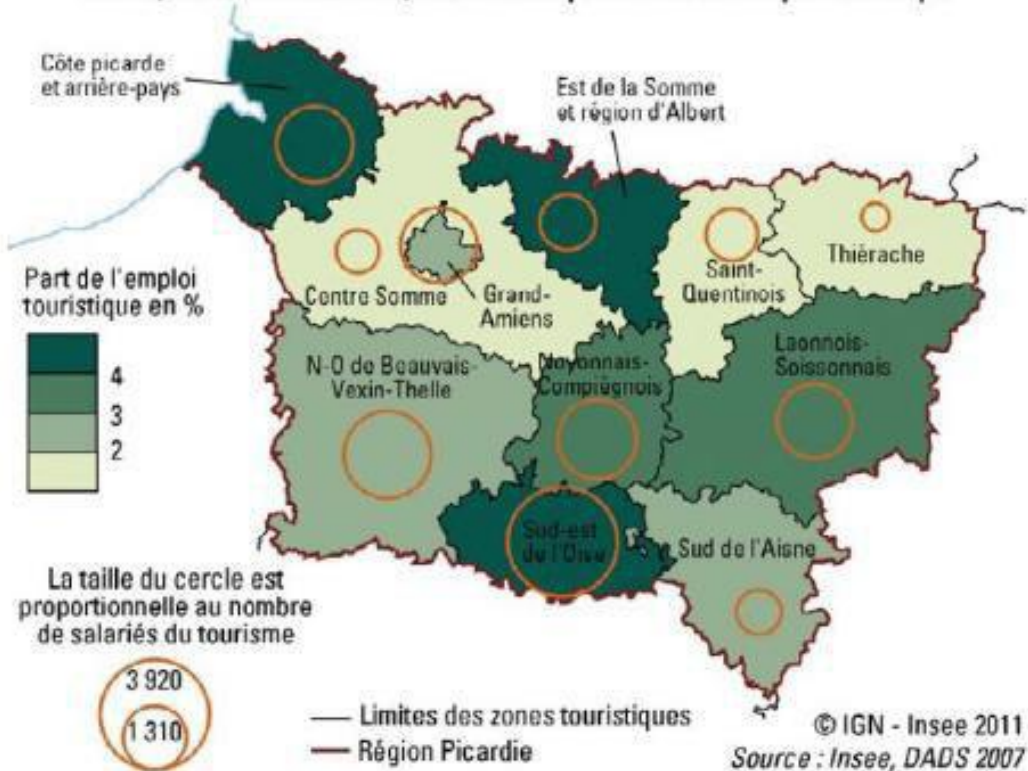 Côte picarde
et arrière-pays
Est de la Somme
et région d'Albert
Part de l'emploi
touristique en %
4
3
2
Centre Somme
Grand-
Amiens
Saint-
Quentinois
Thiérache
N-O de Beauvais-
Vexin-Thelle
Noyonnais-
Compiégnois
Laonnois-
Soissonnais
Sud-est
de l'Oise
Sud de l'Aisne
La taille du cercle est
proportionnelle au nombre
de salariés du tourisme
3 920
1 310
Limites des zones touristiques
Région Picardie
© IGN - Insee 2011
Source : Insee, DADS 2007